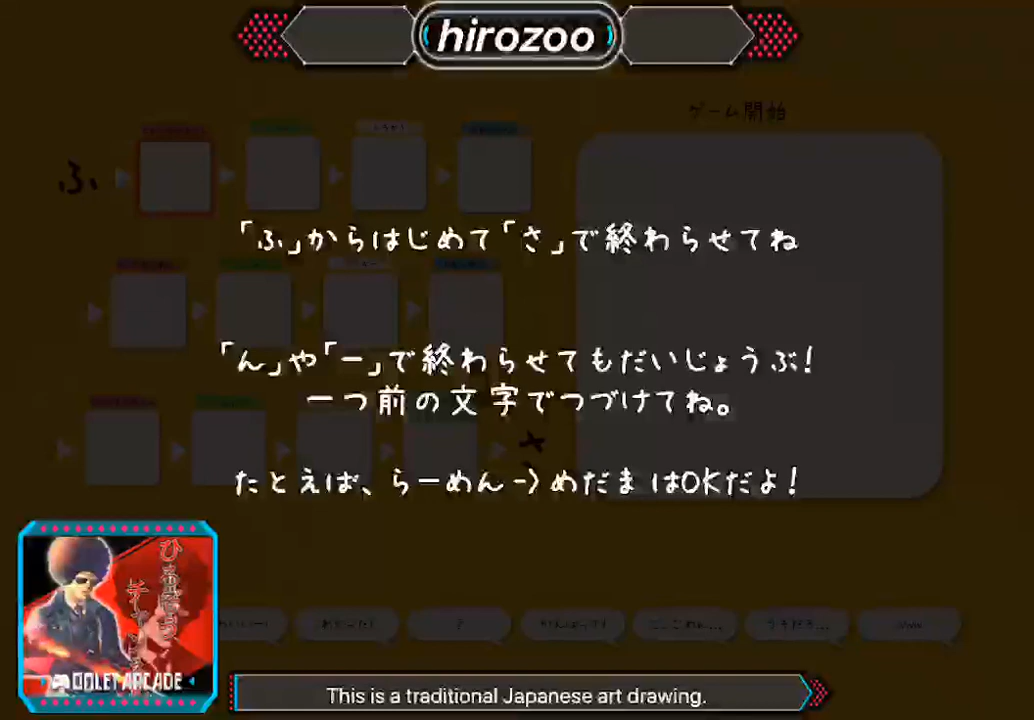 hirozoo
ゲーム開始
ふ
「ふ」からはじめて「さ」で終わらせてね
「ん」や「ー」で終わらせてもだいじょうぶ!
一つ前の文字でつづけてね。
さ
たとえば、らーめん->めだま はOKだよ!
DOLET ARCADE
This is a traditional Japanese art drawing.